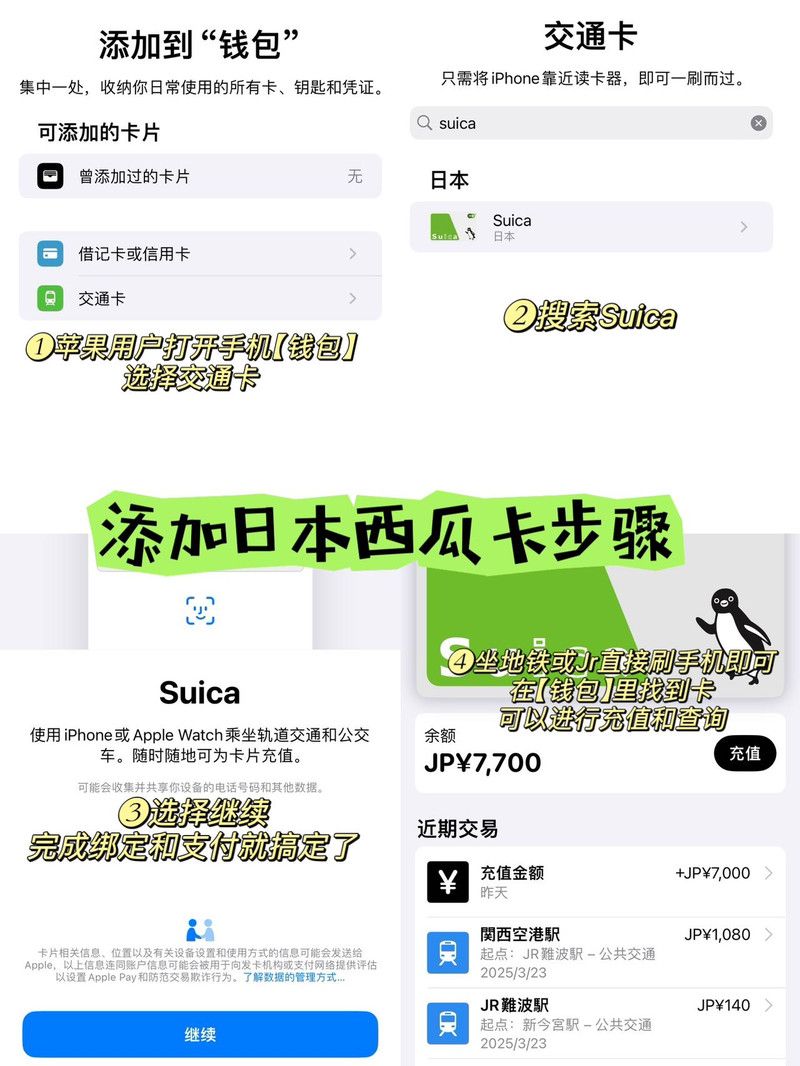 添加到“钱包”
集中一处，收纳你日常使用的所有卡、钥匙和凭证。
可添加的卡片
曾添加过的卡片
无
借记卡或信用卡
交通卡
①苹果用户打开手机【钱包】
选择交通卡
交通卡
只需将iPhone靠近读卡器，即可一刷而过。
suica
日本
Suica
Suica
日本
②搜索Suica
添加日本西瓜卡步骤
Suica
使用iPhone或Apple Watch乘坐轨道交通和公交
车。随时随地可为卡片充值。
可能会收集并共享你设备的电话号码和其他数据。
③选择继续
完成绑定和支付就搞定了
卡片相关信息、位置以及有关设备设置和使用方式的信息可能会发送给
Apple，以上信息连同账户信息可能会被用于向发卡机构或支付网络提供评估
以设置Apple Pay和防范交易欺诈行为。了解数据的管理方式...
继续
Suica
④坐地铁或Jr直接刷手机即可
在【钱包】里找到卡
可以进行充值和查询
余额
JP¥7,700
充值
近期交易
¥
充值金额
+JP¥7,000
昨天
関西空港駅
JP¥1,080
起点：JR難波駅 – 公共交通
2025/3/23
JR難波駅
JP¥140
起点：新今宮駅 – 公共交通
2025/3/23